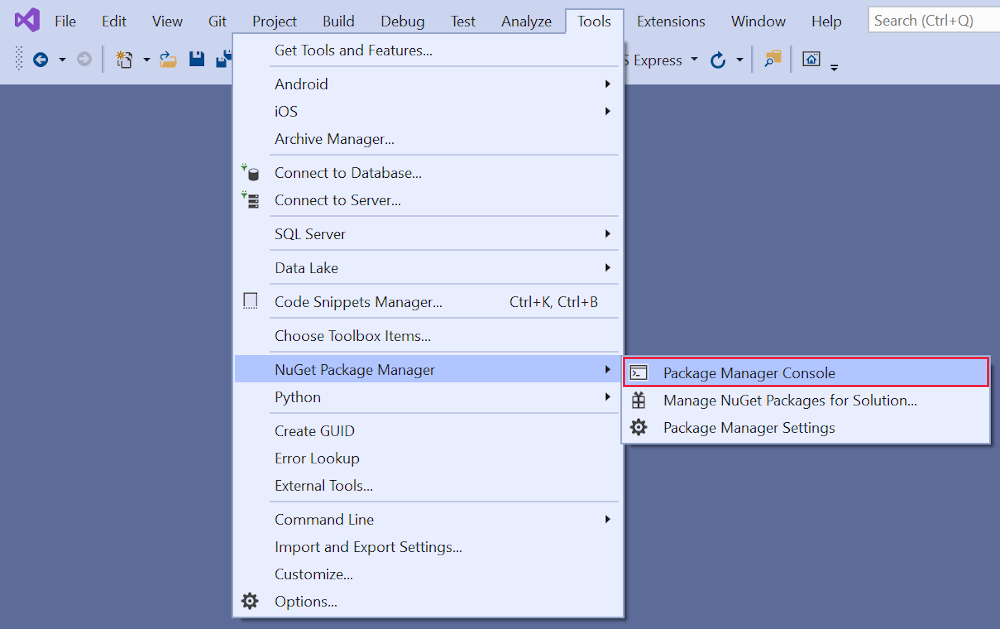 File Edit View Git Project Build Debug Test Analyze Tools Extensions Window Help Search (Ctrl+Q)
Express
Get Tools and Features...
Android
iOS
Archive Manager...
Connect to Database...
Connect to Server...
SQL Server
Data Lake
Code Snippets Manager... Ctrl+K, Ctrl+B
Choose Toolbox Items...
NuGet Package Manager
Python
Create GUID
Error Lookup
External Tools...
Command Line
Import and Export Settings...
Customize...
Options...
Package Manager Console
Manage NuGet Packages for Solution...
Package Manager Settings